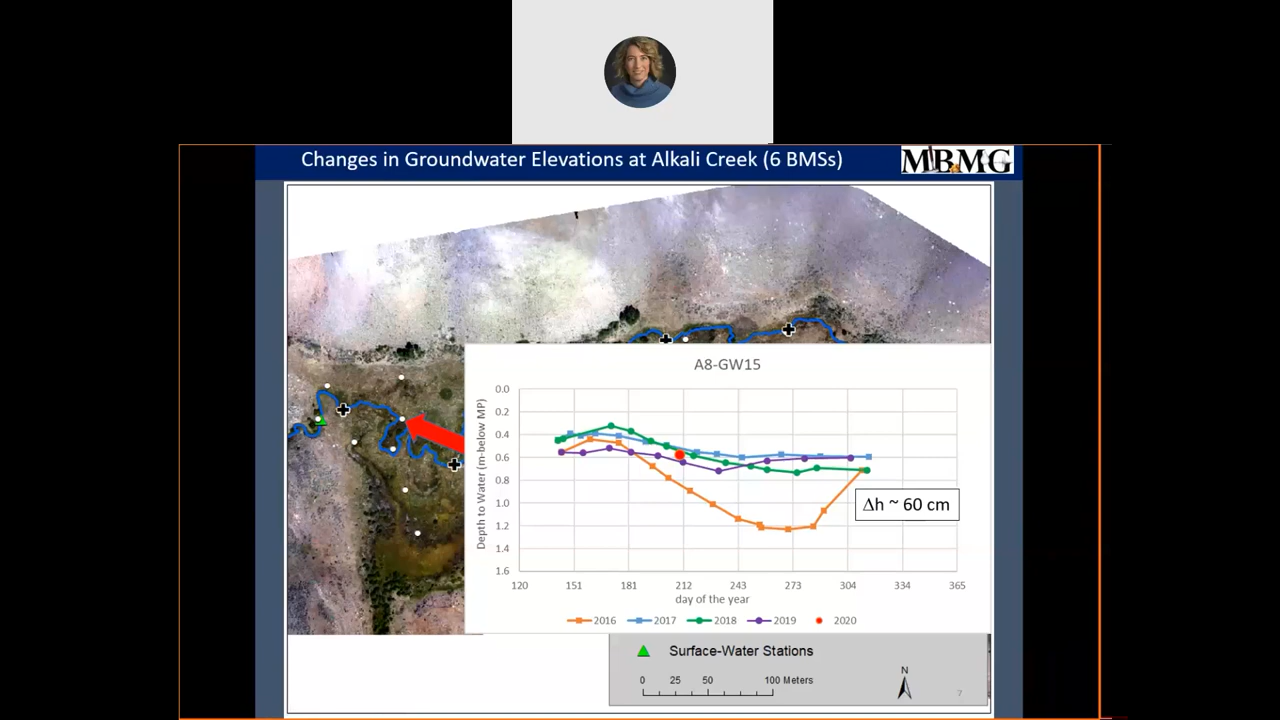 Changes in Groundwater Elevations at Alkali Creek (6 BMSs)
MBMG
A8-GW15
Depth to Water (m-below MP)
0.0
0.2
0.4
0.6
0.8
1.0
1.2
1.4
1.6
Δh ~ 60 cm
120 151 181 212 243 273 304 334 365
day of the year
2016 2017 2018 2019 2020
Surface-Water Stations
0 25 50 100 Meters
N
7